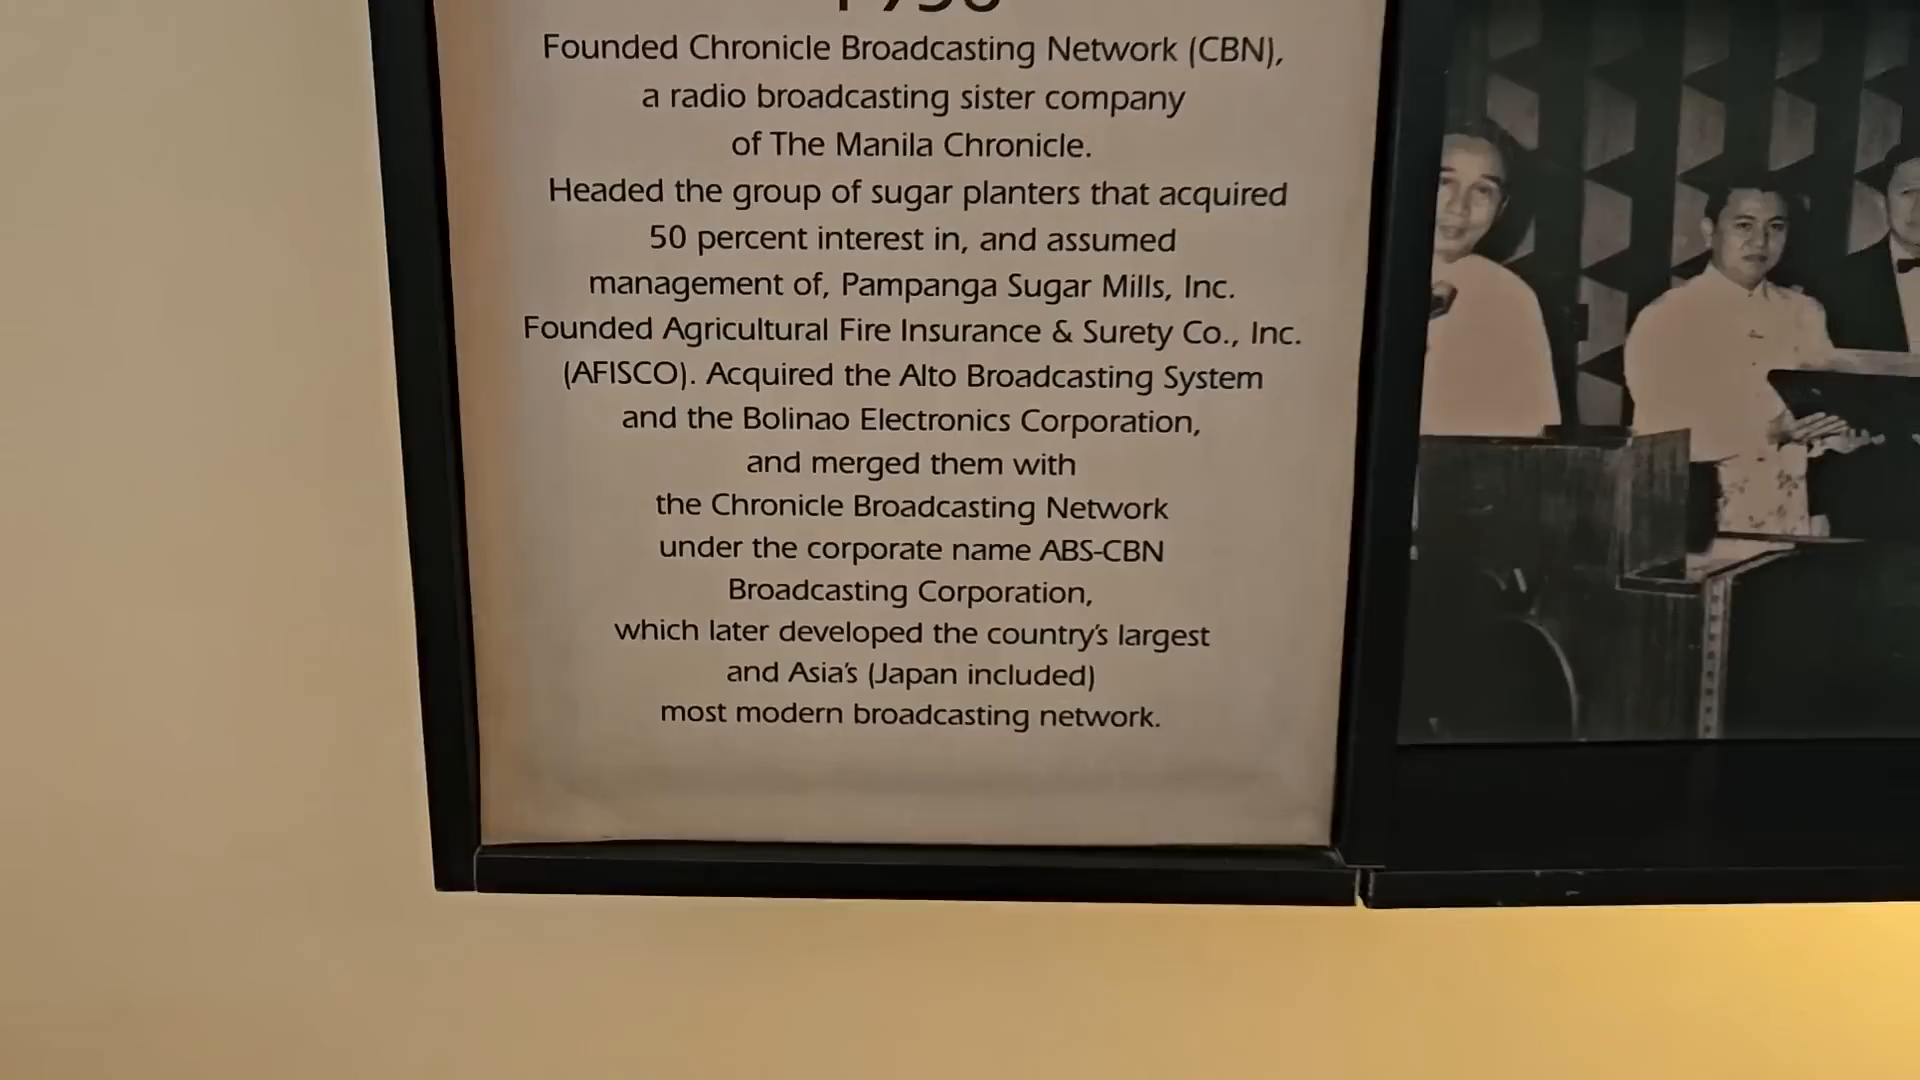 Founded Chronicle Broadcasting Network (CBN),
a radio broadcasting sister company
of The Manila Chronicle.
Headed the group of sugar planters that acquired
50 percent interest in, and assumed
management of, Pampanga Sugar Mills, Inc.
Founded Agricultural Fire Insurance & Surety Co., Inc.
(AFISCO). Acquired the Alto Broadcasting System
and the Bolinao Electronics Corporation,
and merged them with
the Chronicle Broadcasting Network
under the corporate name ABS-CBN
Broadcasting Corporation,
which later developed the country's largest
and Asia's (Japan included)
most modern broadcasting network.